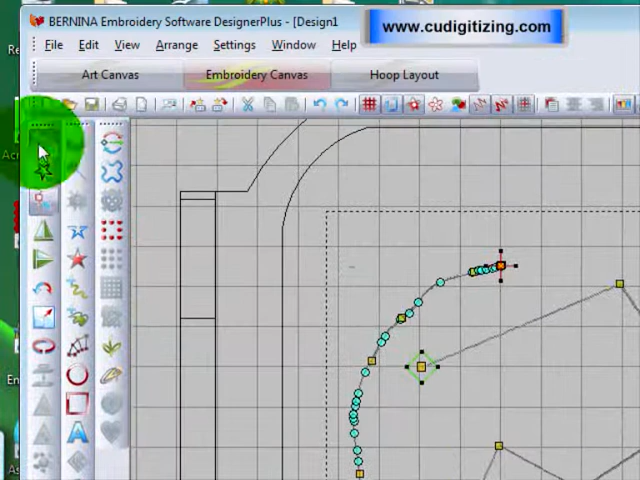 BERNINA Embroidery Software DesignerPlus - [Design1
www.cudigitizing.com
File Edit View Arrange Settings Window Help
Art Canvas Embroidery Canvas Hoop Layout